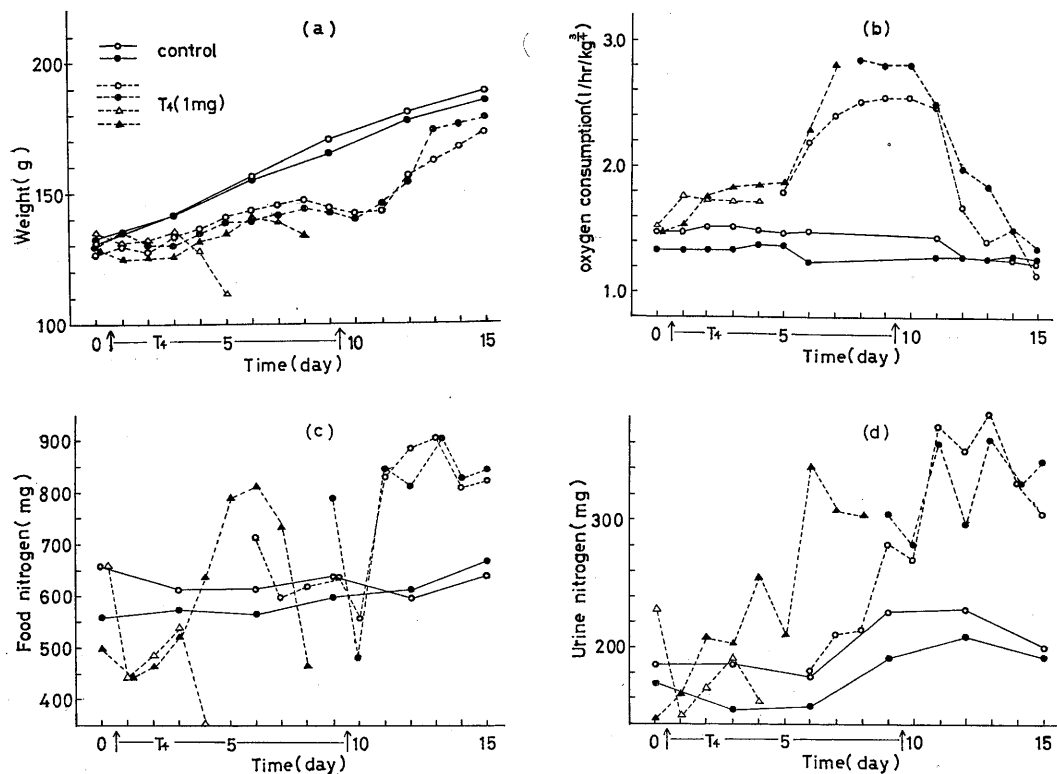 (a)
control
T₄(1mg)
200
150
100
Weight(g)
0 T₄ 5 10 15
Time(day)
(b)
3.0
2.0
1.0
oxygen consumption(l/hr/kg¾)
0 T₄ 5 10 15
Time(day)
(c)
900
800
700
600
500
400
Food nitrogen(mg)
0 T₄ 5 10 15
Time(day)
(d)
300
200
Urine nitrogen(mg)
0 T₄ 5 10 15
Time(day)